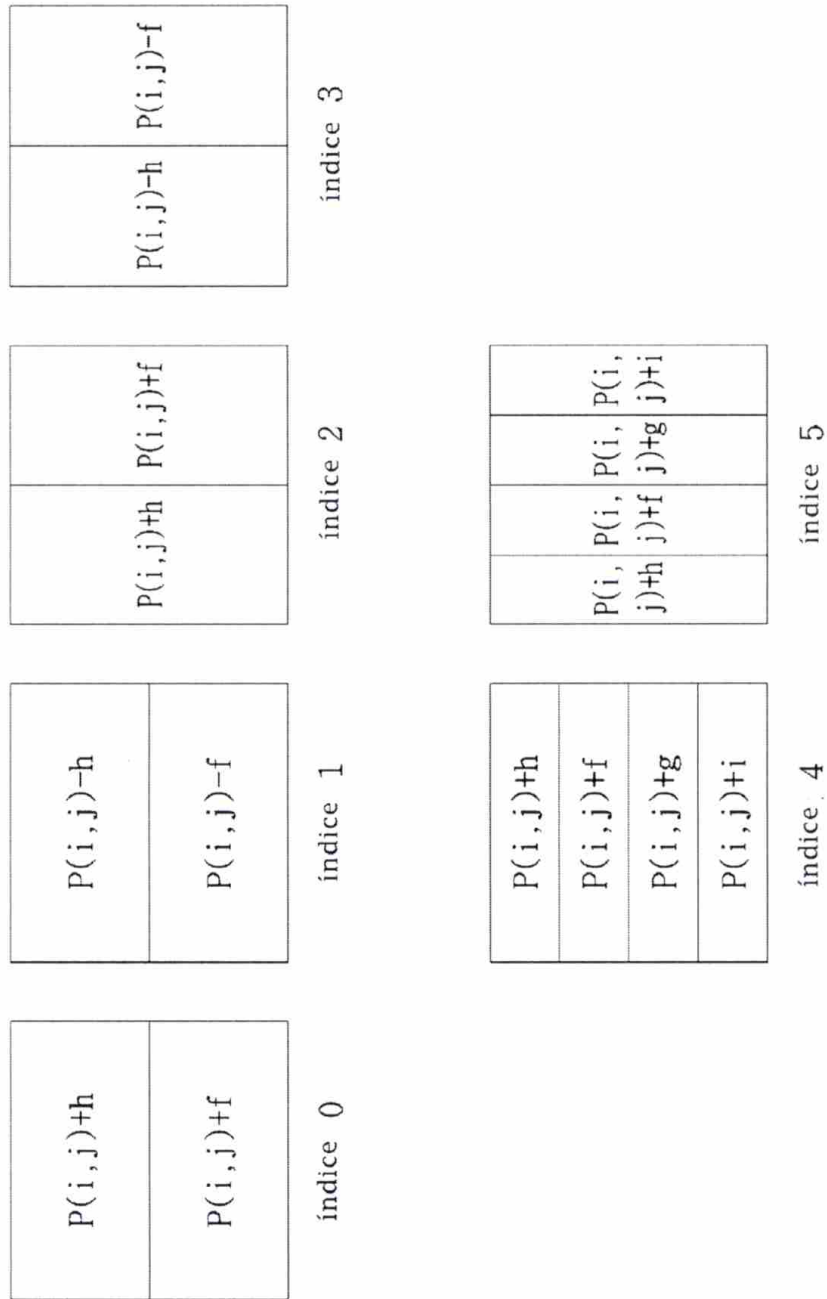 P(i,j)+h
P(i,j)+f
índice 0
P(i,j)-h
P(i,j)-f
índice 1
P(i,j)+h P(i,j)+f
índice 2
P(i,j)-h P(i,j)-f
índice 3
P(i,j)+h
P(i,j)+f
P(i,j)+g
P(i,j)+i
índice 4
P(i, P(i, P(i, P(i,
j)+h j)+f j)+g j)+i
índice 5